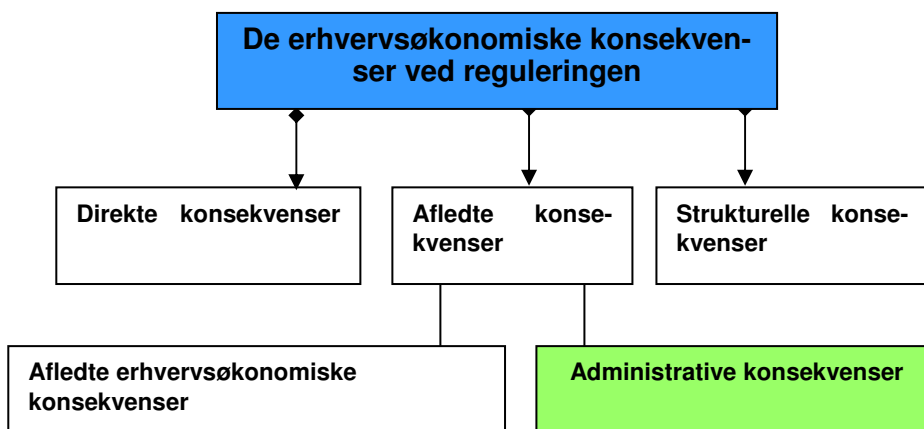 De erhvervsøkonomiske konsekven-
ser ved reguleringen
Direkte konsekvenser
Afledte konse-
kvenser
Strukturelle konse-
kvenser
Afledte erhvervsøkonomiske
konsekvenser
Administrative konsekvenser